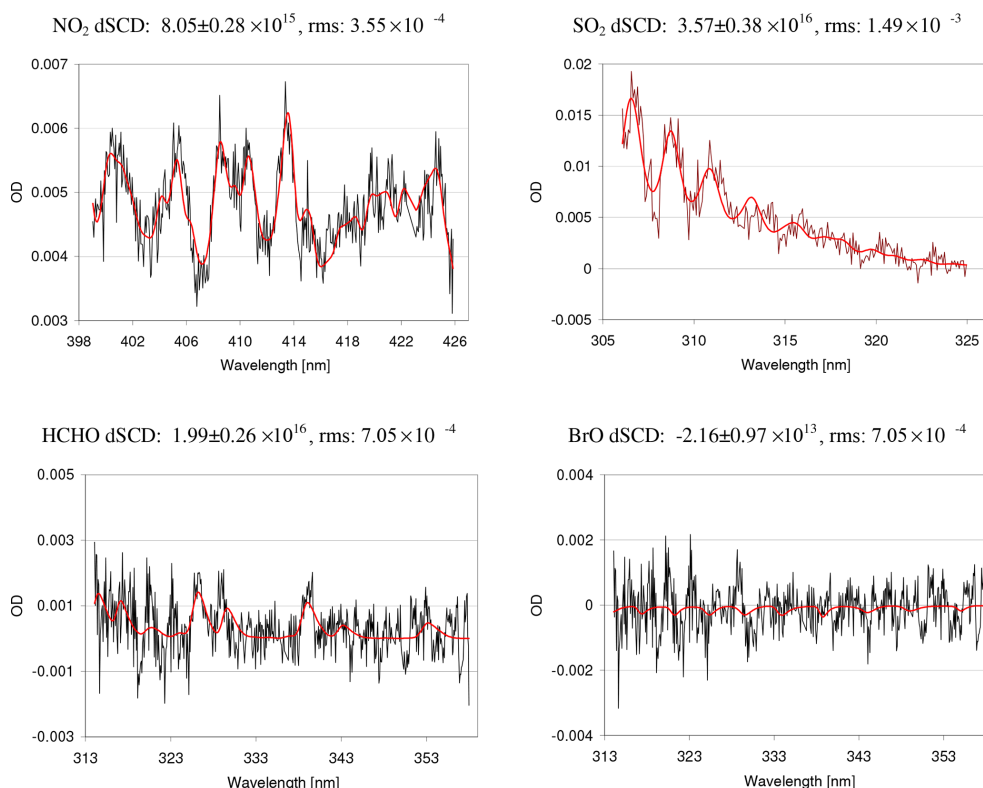 NO2 dSCD: 8.05±0.28 ×10^15, rms: 3.55×10^-4
0.007
0.006
0.005
0.004
0.003
OD
398 402 406 410 414 418 422 426
Wavelength [nm]
SO2 dSCD: 3.57±0.38 ×10^16, rms: 1.49×10^-3
0.02
0.015
0.01
0.005
0
-0.005
OD
305 310 315 320 325
Wavelength [nm]
HCHO dSCD: 1.99±0.26 ×10^16, rms: 7.05×10^-4
0.005
0.003
0.001
-0.001
-0.003
OD
313 323 333 343 353
Wavelength [nm]
BrO dSCD: -2.16±0.97 ×10^13, rms: 7.05×10^-4
0.004
0.002
0
-0.002
-0.004
OD
313 323 333 343 353
Wavelength [nm]